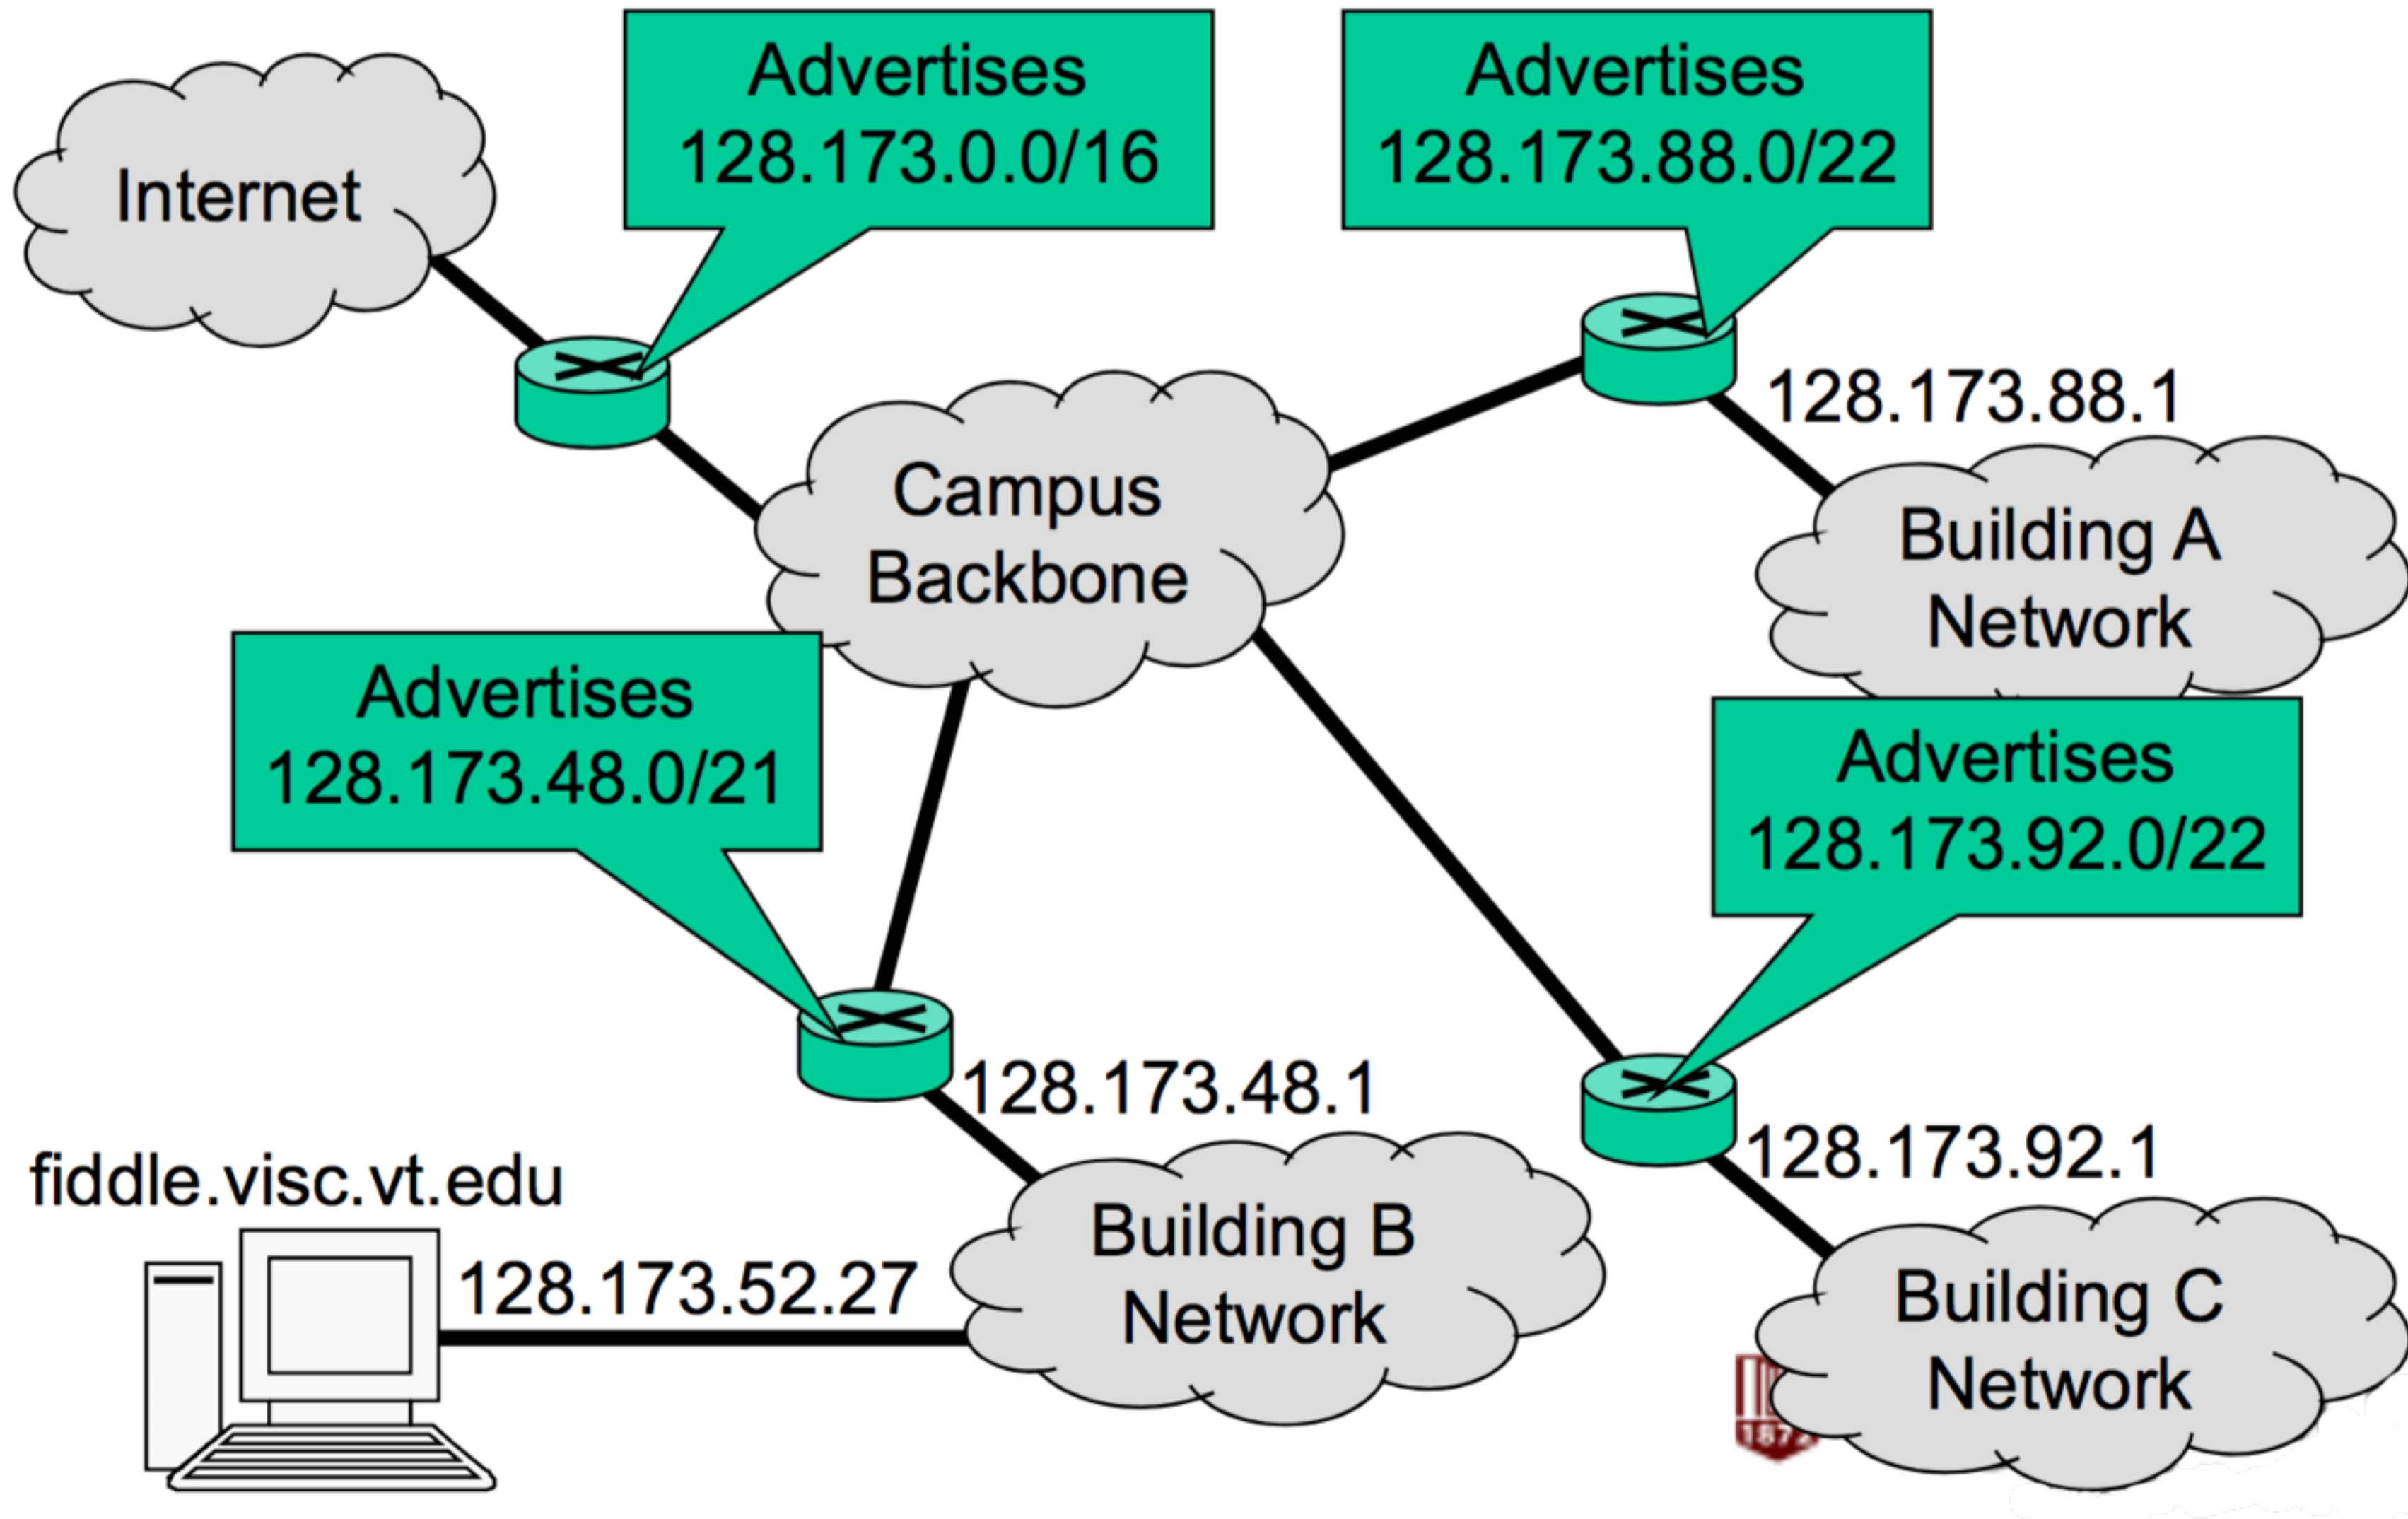 Advertises
128.173.0.0/16
Advertises
128.173.88.0/22
Internet
128.173.88.1
Campus
Backbone
Building A
Network
Advertises
128.173.48.0/21
Advertises
128.173.92.0/22
128.173.48.1
128.173.92.1
fiddle.visc.vt.edu
128.173.52.27
Building B
Network
Building C
Network
1872